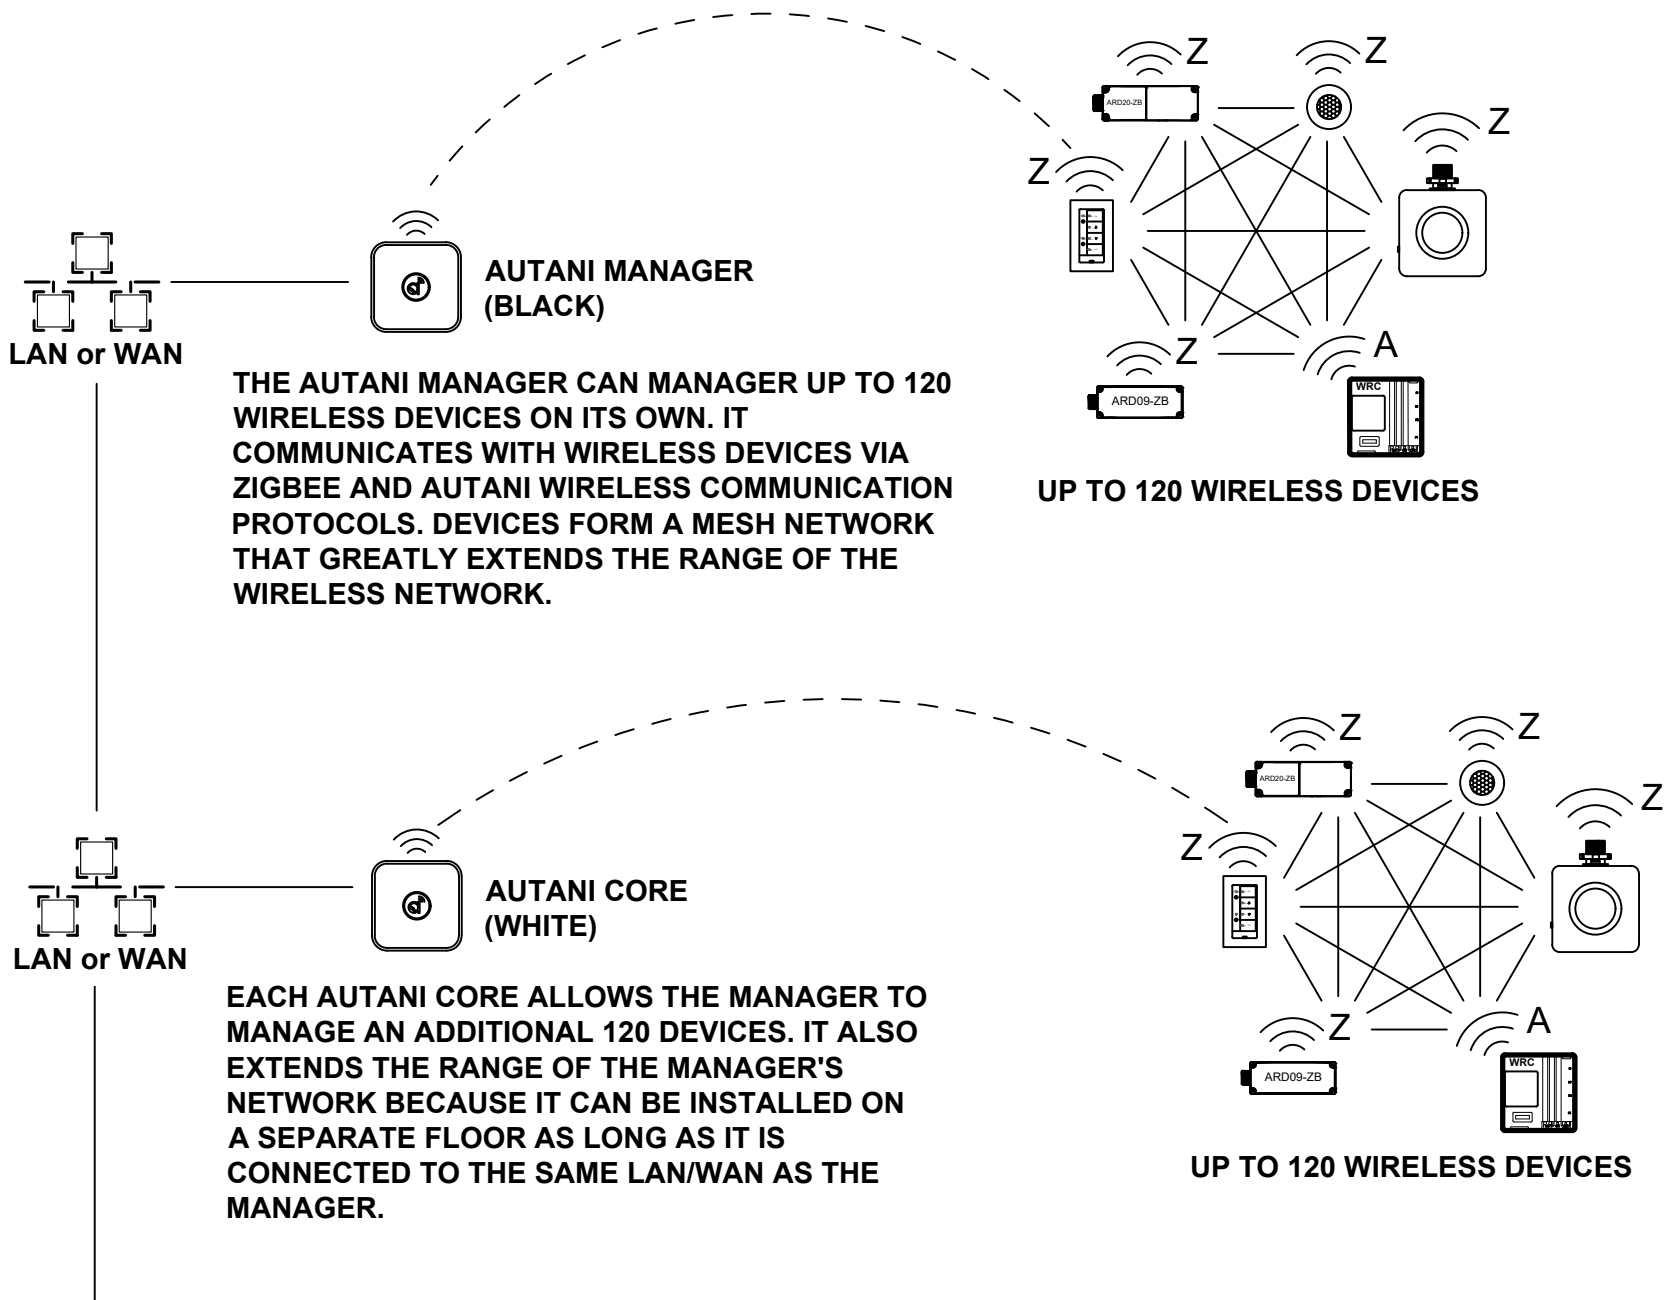 Z
Z
ARD20-ZB
Z
Z
AUTANI MANAGER
(BLACK)
LAN or WAN
Z
A
WRC
ARD09-ZB
THE AUTANI MANAGER CAN MANAGER UP TO 120
WIRELESS DEVICES ON ITS OWN. IT
COMMUNICATES WITH WIRELESS DEVICES VIA
ZIGBEE AND AUTANI WIRELESS COMMUNICATION
PROTOCOLS. DEVICES FORM A MESH NETWORK
THAT GREATLY EXTENDS THE RANGE OF THE
WIRELESS NETWORK.
UP TO 120 WIRELESS DEVICES
Z
Z
ARD20-ZB
Z
Z
AUTANI CORE
(WHITE)
LAN or WAN
Z
A
WRC
ARD09-ZB
EACH AUTANI CORE ALLOWS THE MANAGER TO
MANAGE AN ADDITIONAL 120 DEVICES. IT ALSO
EXTENDS THE RANGE OF THE MANAGER'S
NETWORK BECAUSE IT CAN BE INSTALLED ON
A SEPARATE FLOOR AS LONG AS IT IS
CONNECTED TO THE SAME LAN/WAN AS THE
MANAGER.
UP TO 120 WIRELESS DEVICES